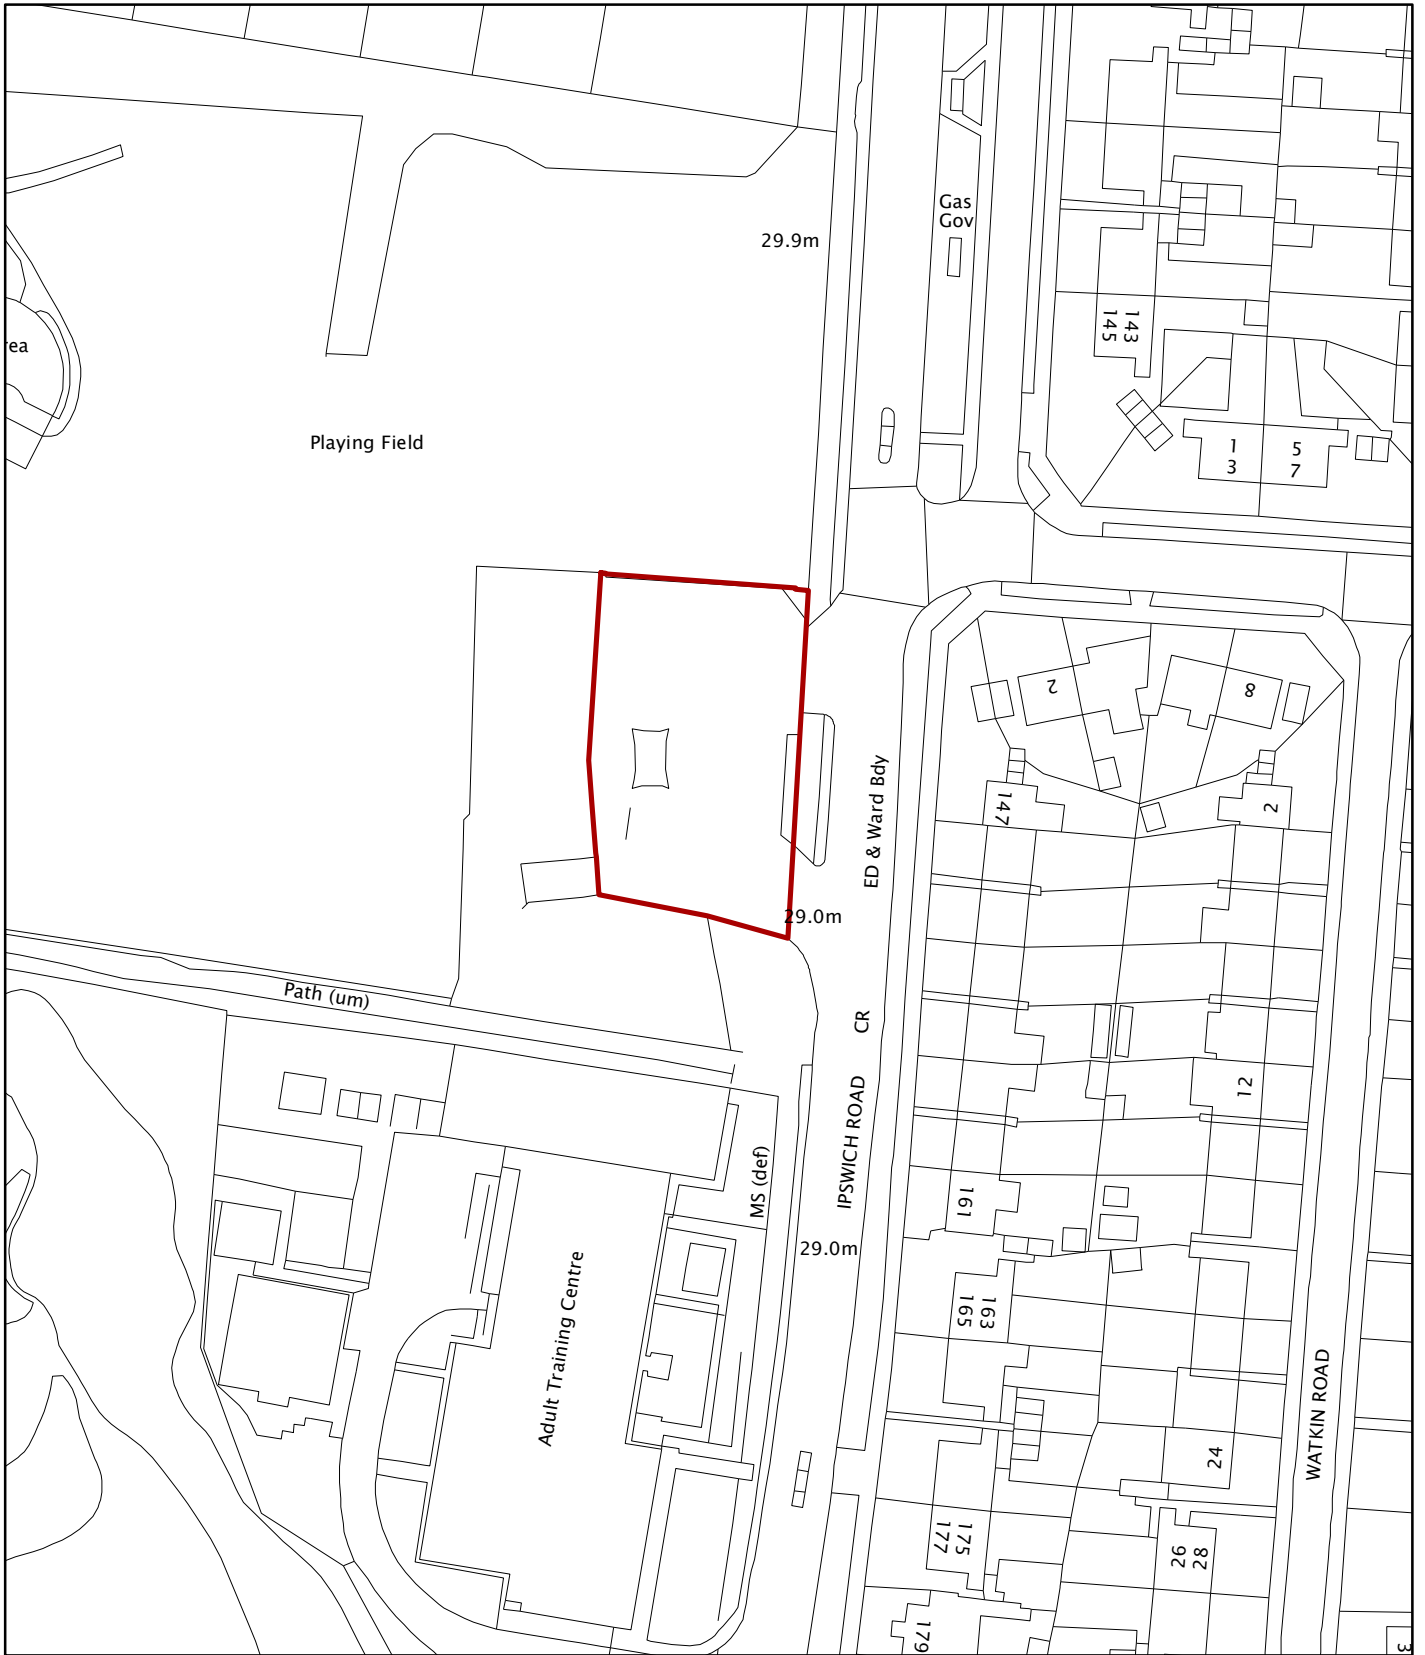 Gas
Gov
29.9m
143
145
rea
Playing Field
1
3
5
7
2
8
147
2
ED & Ward Bdy
29.0m
Path (um)
CR
12
IPSWICH ROAD
MS (def)
161
29.0m
Adult Training Centre
163
165
WATKIN ROAD
24
175
177
26
28
179
3